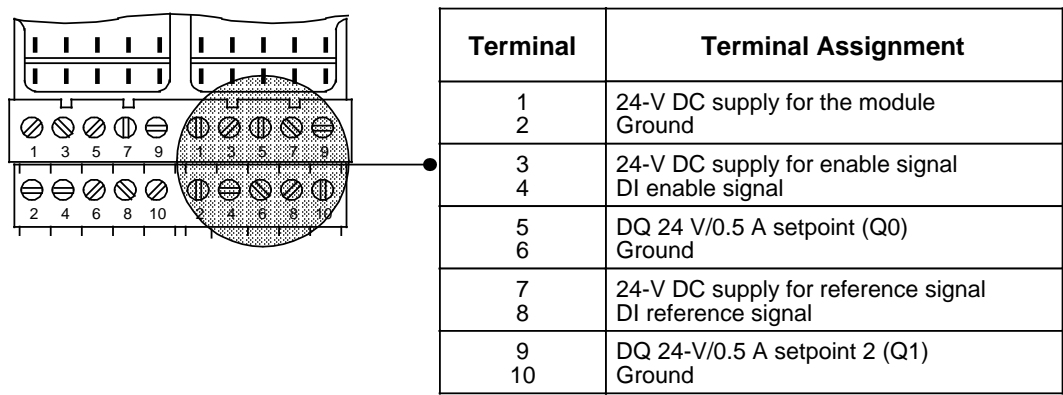 1 3 5 7 9 1 3 5 7 9
2 4 6 8 10 2 4 6 8 10
Terminal Terminal Assignment
1 24-V DC supply for the module
2 Ground
3 24-V DC supply for enable signal
4 DI enable signal
5 DQ 24 V/0.5 A setpoint (Q0)
6 Ground
7 24-V DC supply for reference signal
8 DI reference signal
9 DQ 24-V/0.5 A setpoint 2 (Q1)
10 Ground